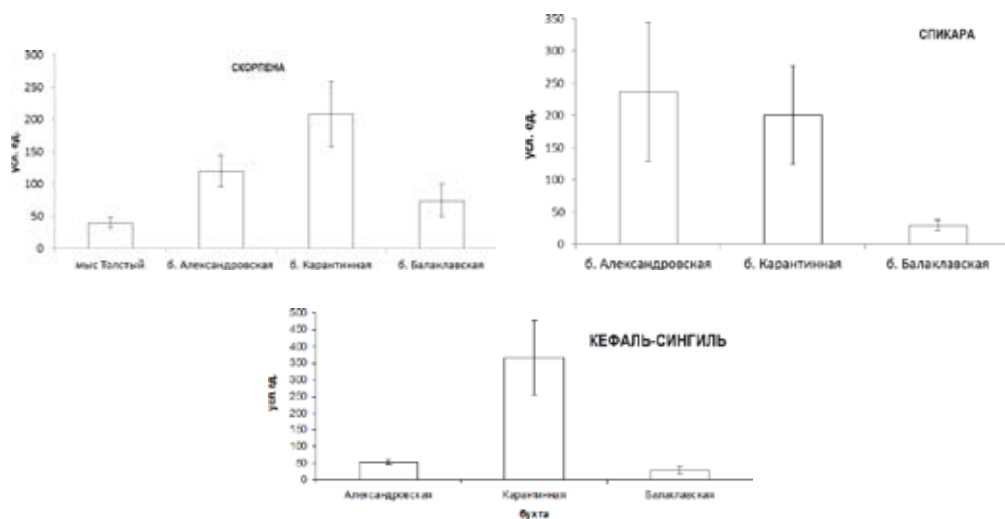 СКОРПЕНА
усл. ед.
300
250
200
150
100
50
0
мыс Толстый б. Александровская б. Карантинная б. Балаклавская
СПИКАРА
усл. ед.
350
300
250
200
150
100
50
0
б. Александровская б. Карантинная б. Балаклавская
КЕФАЛЬ-СИНГИЛЬ
усл. ед.
500
450
400
350
300
250
200
150
100
50
0
Александровская Карантинная Балаклавская
бухта